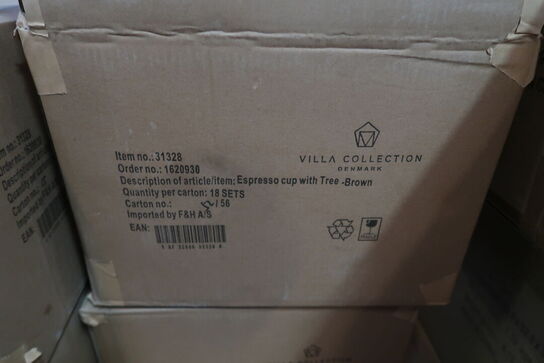 VILLA COLLECTION
DENMARK
Item no.: 31328
Order no.: 1620930
Description of article/item: Espresso cup with Tree -Brown
Quantity per carton: 18 SETS
Carton no.: / 56
Imported by F&H A/S
EAN: